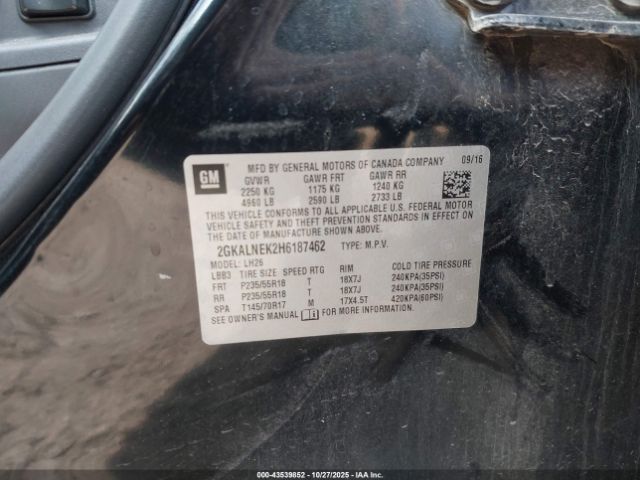 GM
MFD BY GENERAL MOTORS OF CANADA COMPANY 09/16
GVWR GAWR FRT GAWR RR
2250 KG 1175 KG 1240 KG
4960 LB 2590 LB 2733 LB
THIS VEHICLE CONFORMS TO ALL APPLICABLE U.S. FEDERAL MOTOR
VEHICLE SAFETY AND THEFT PREVENTION STANDARDS IN EFFECT ON
THE DATE OF MANUFACTURE SHOWN ABOVE.
2GKALNEK2H6187462 TYPE: M.P.V.
MODEL: LH26
LBB3 TIRE SIZE SPEED RTG RIM COLD TIRE PRESSURE
FRT P235/55R18 T 18X7J 240KPA(35PSI)
RR P235/55R18 T 18X7J 240KPA(35PSI)
SPA T145/70R17 M 17X4.5T 420KPA(60PSI)
SEE OWNER'S MANUAL FOR MORE INFORMATION.
000-43539852 | 10/27/2025 | IAAI.COM